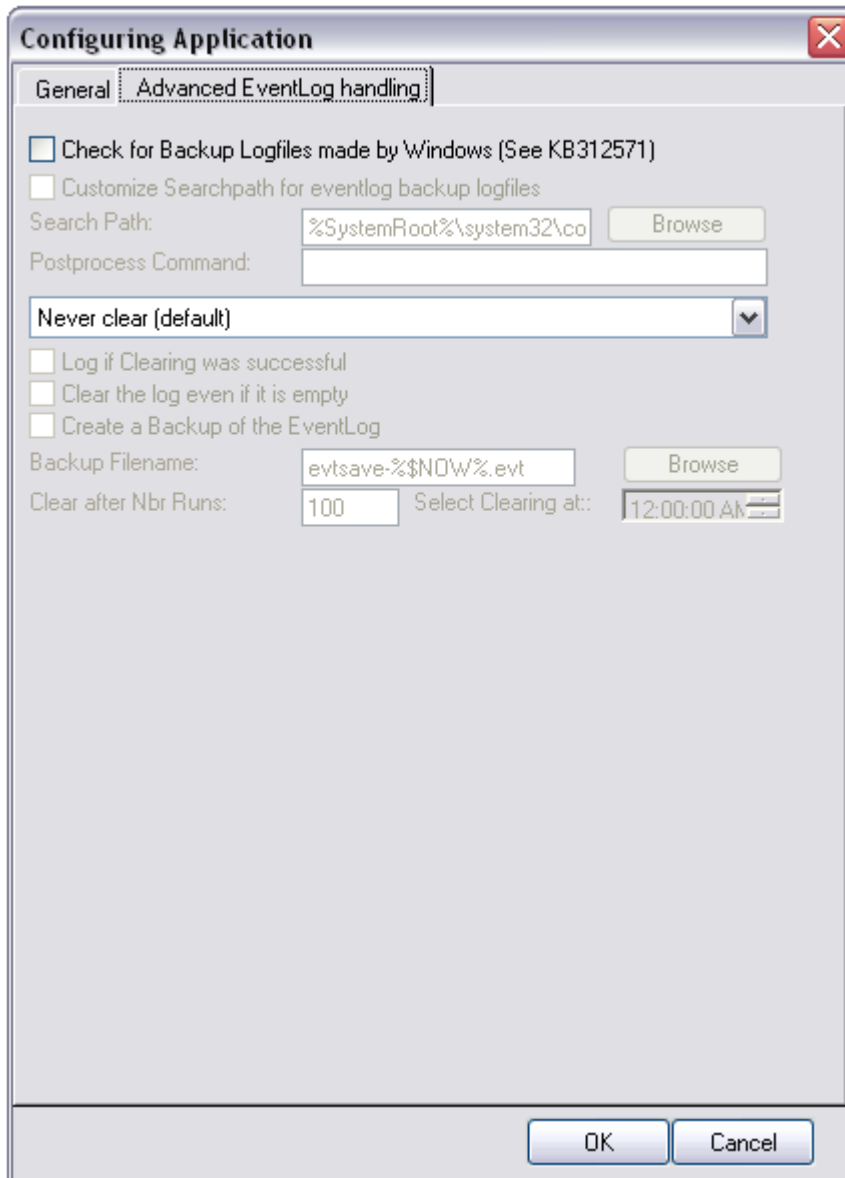 Configuring Application
General Advanced EventLog handling
Check for Backup Logfiles made by Windows (See KB312571)
Customize Searchpath for eventlog backup logfiles
Search Path: %SystemRoot%\system32\co Browse
Postprocess Command:
Never clear (default)
Log if Clearing was successful
Clear the log even if it is empty
Create a Backup of the EventLog
Backup Filename: evtsave-%$NOW%.evt Browse
Clear after Nbr Runs: 100 Select Clearing at:: 12:00:00 AM
OK Cancel